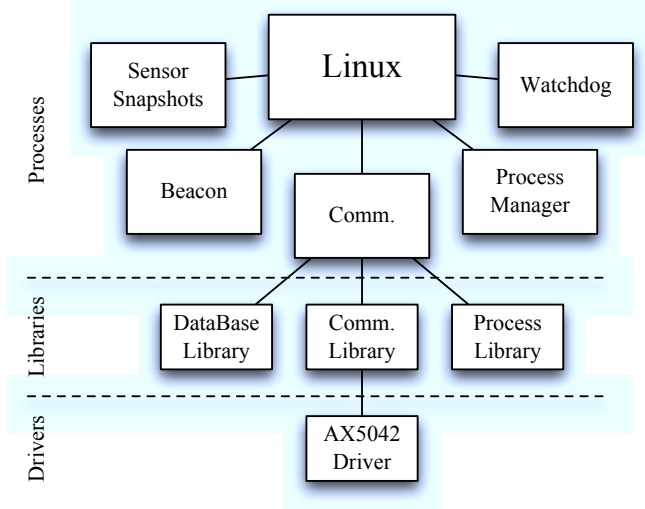 Processes
Linux
Sensor
Snapshots
Watchdog
Beacon
Process
Manager
Comm.
Libraries
DataBase
Library
Comm.
Library
Process
Library
Drivers
AX5042
Driver